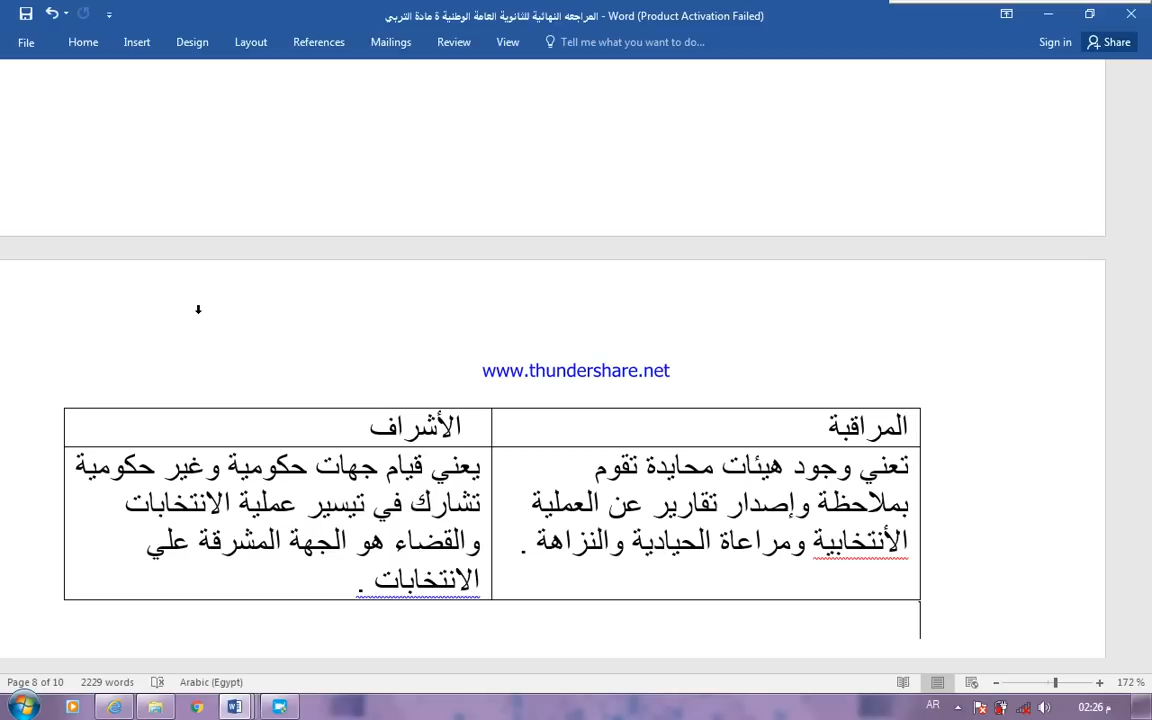 المراجعه النهائية للثانوية العامة الوطنية ة مادة التربي - Word (Product Activation Failed)
File Home Insert Design Layout References Mailings Review View Tell me what you want to do... Sign in Share
www.thundershare.net
المراقبة
تعني وجود هيئات محايدة تقوم
بملاحظة وإصدار تقارير عن العملية
الأنتخابية ومراعاة الحيادية والنزاهة .
الأشراف
يعني قيام جهات حكومية وغير حكومية
تشارك في تيسير عملية الانتخابات
والقضاء هو الجهة المشرقة علي
الانتخابات .
Page 8 of 10 2229 words Arabic (Egypt) 172 %
AR 02:26 م